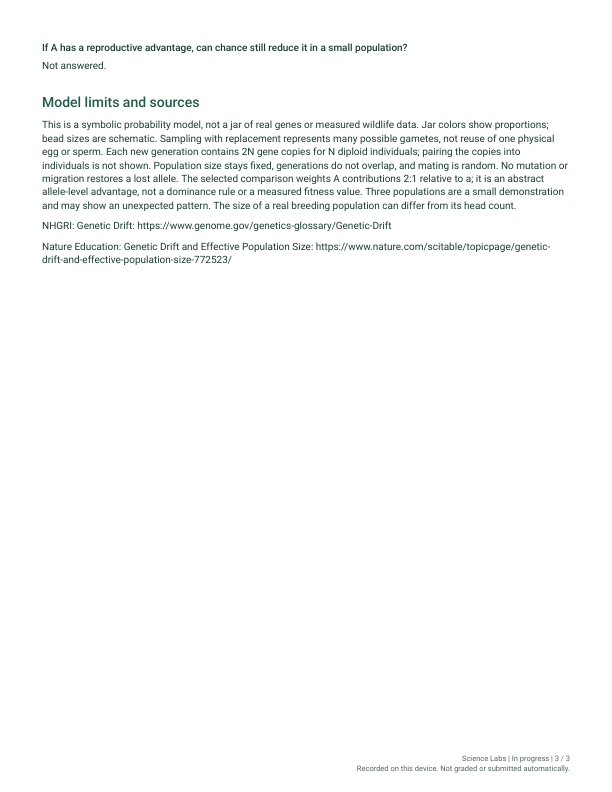 If A has a reproductive advantage, can chance still reduce it in a small population?
Not answered.
Model limits and sources
This is a symbolic probability model, not a jar of real genes or measured wildlife data. Jar colors show proportions;
bead sizes are schematic. Sampling with replacement represents many possible gametes, not reuse of one physical
egg or sperm. Each new generation contains 2N gene copies for N diploid individuals; pairing the copies into
individuals is not shown. Population size stays fixed, generations do not overlap, and mating is random. No mutation or
migration restores a lost allele. The selected comparison weights A contributions 2:1 relative to a; it is an abstract
allele-level advantage, not a dominance rule or a measured fitness value. Three populations are a small demonstration
and may show an unexpected pattern. The size of a real breeding population can differ from its head count.
NHGRI: Genetic Drift: https://www.genome.gov/genetics-glossary/Genetic-Drift
Nature Education: Genetic Drift and Effective Population Size: https://www.nature.com/scitable/topicpage/genetic-
drift-and-effective-population-size-772523/
Science Labs | In progress | 3 / 3
Recorded on this device. Not graded or submitted automatically.